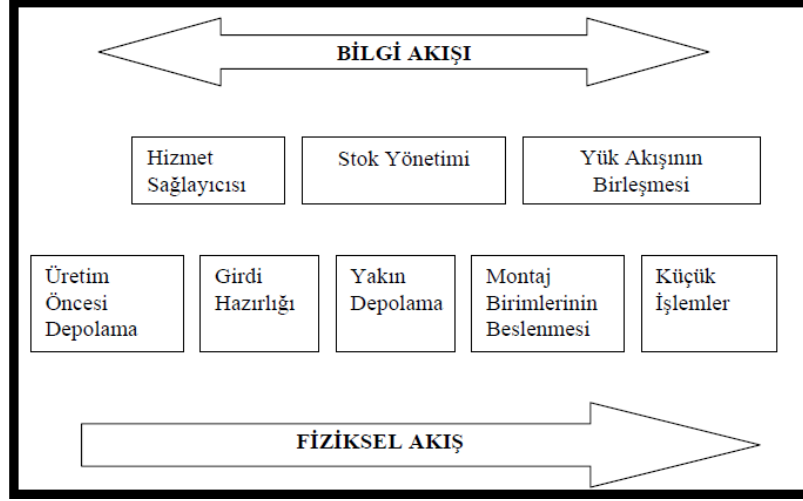 BİLGİ AKIŞI
Hizmet
Sağlayıcısı
Stok Yönetimi
Yük Akışının
Birleşmesi
Üretim
Öncesi
Depolama
Girdi
Hazırlığı
Yakın
Depolama
Montaj
Birimlerinin
Beslenmesi
Küçük
İşlemler
FİZİKSEL AKIŞ